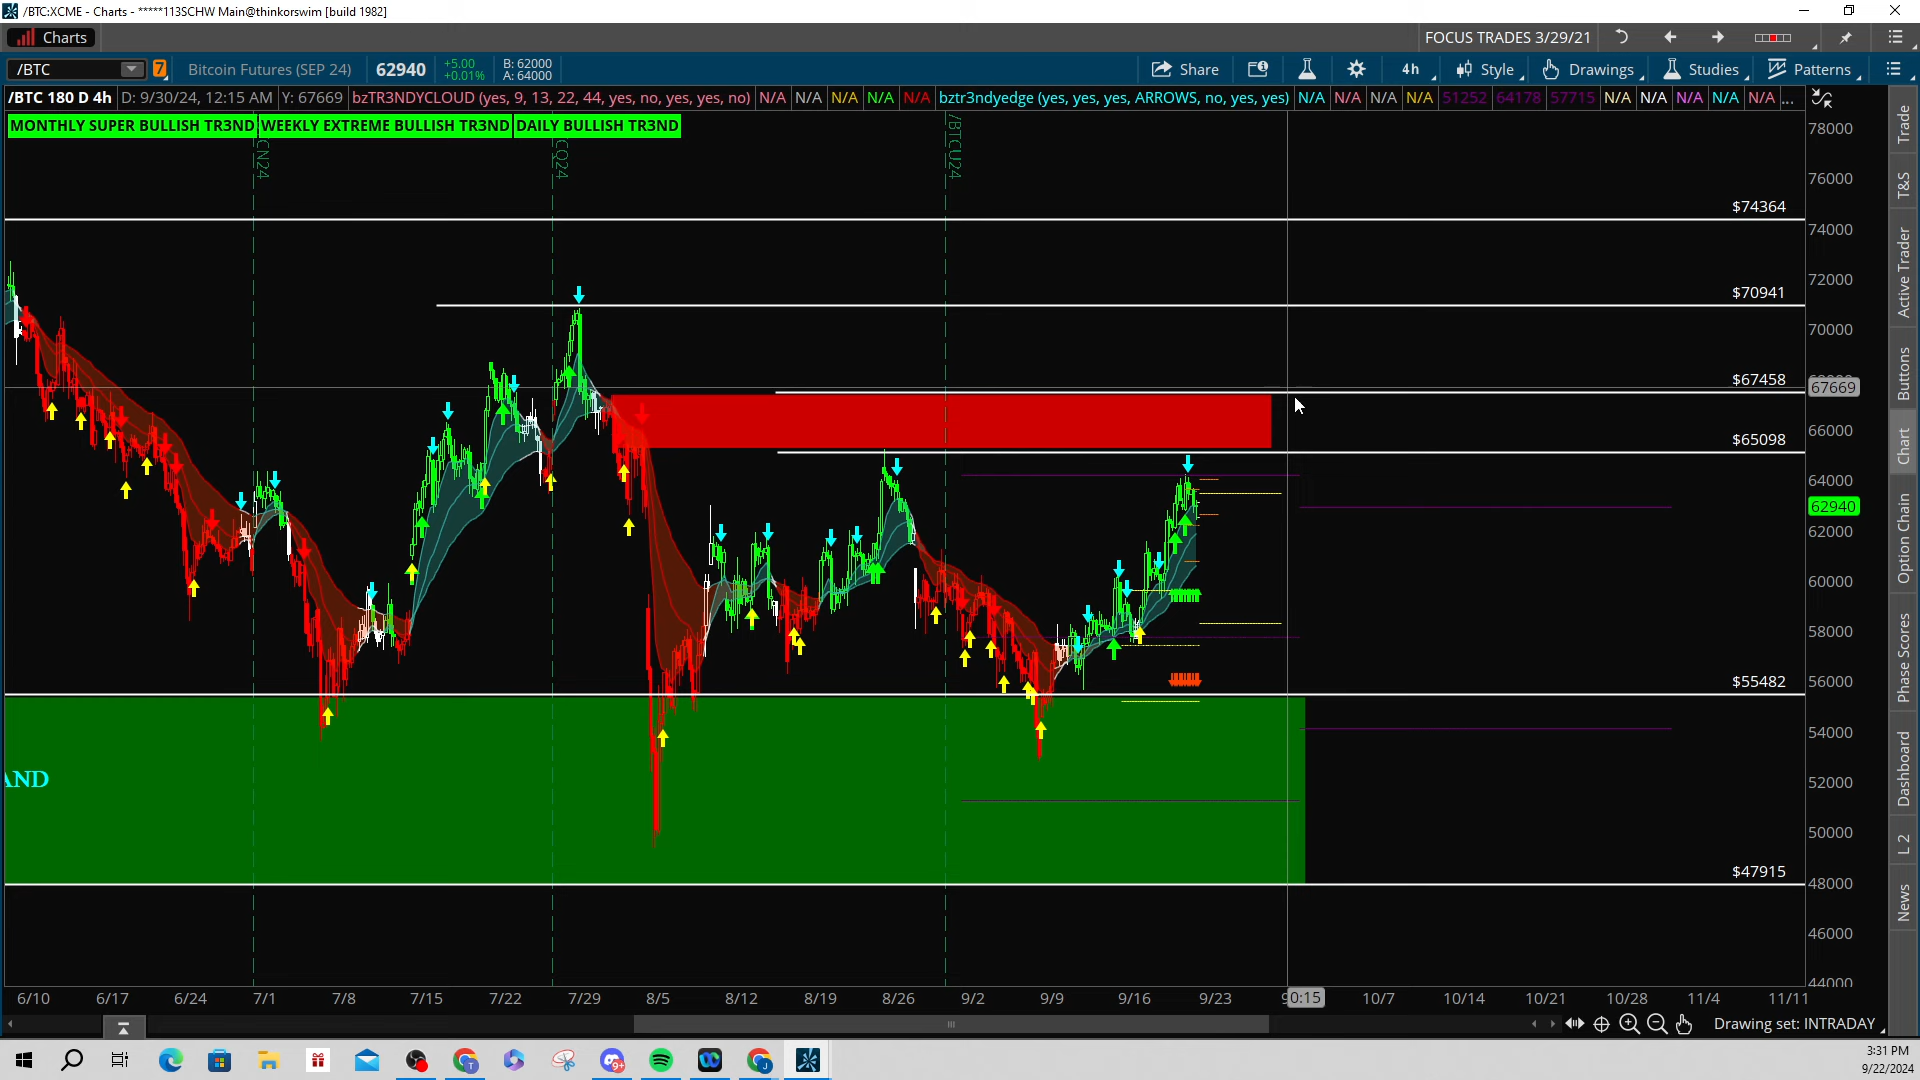 /BTC:XCME - Charts - *****113SCHW Main@thinkorswim [build 1982]
Charts
FOCUS TRADES 3/29/21
/BTC
7
Bitcoin Futures (SEP 24)
62940
+5.00
+0.01%
B: 62000
A: 64000
Share
4h
Style
Drawings
Studies
Patterns
/BTC 180 D 4h
D: 9/30/24, 12:15 AM
Y: 67669
bzTR3NDYCLOUD (yes, 9, 13, 22, 44, yes, no, yes, yes, no)
N/A
N/A
N/A
N/A
N/A
bztr3ndyedge (yes, yes, yes, ARROWS, no, yes, yes)
N/A
N/A
N/A
N/A
51252
64178
57715
N/A
N/A
N/A
N/A
N/A
...
MONTHLY SUPER BULLISH TR3ND
WEEKLY EXTREME BULLISH TR3ND
DAILY BULLISH TR3ND
CN24
CQ24
/BTCU24
$74364
$70941
$67458
$65098
$55482
$47915
AND
78000
76000
74000
72000
70000
67669
66000
64000
62940
62000
60000
58000
56000
54000
52000
50000
48000
46000
44000
6/10
6/17
6/24
7/1
7/8
7/15
7/22
7/29
8/5
8/12
8/19
8/26
9/2
9/9
9/16
9/23
0:15
10/7
10/14
10/21
10/28
11/4
11/11
Drawing set: INTRADAY
Trade
T&S
Active Trader
Buttons
Chart
Option Chain
Phase Scores
Dashboard
L 2
News
9+
T
J
3:31 PM
9/22/2024